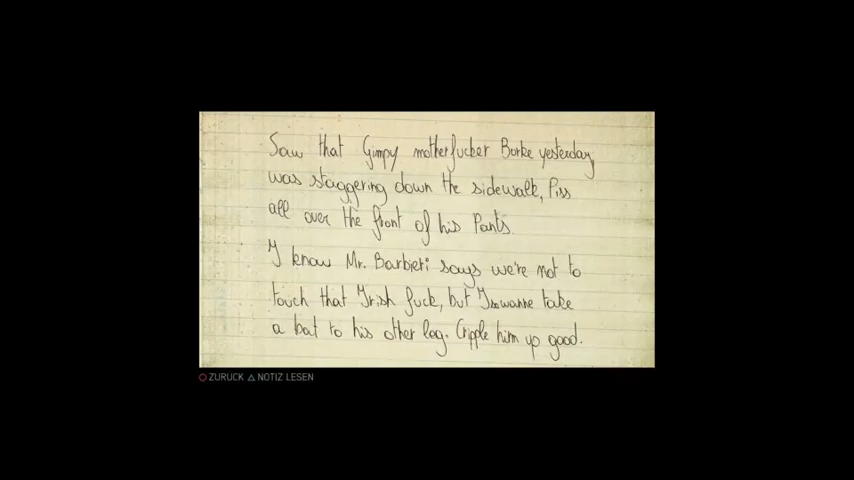 Saw that Gimpy motherfucker Burke yesterday
was staggering down the sidewalk, Piss
all over the front of his Pants.
I know Mr. Barbieri says we're not to
touch that Irish fuck, but I so wanne take
a bat to his other leg. Cripple him up good.
ZURÜCK NOTIZ LESEN